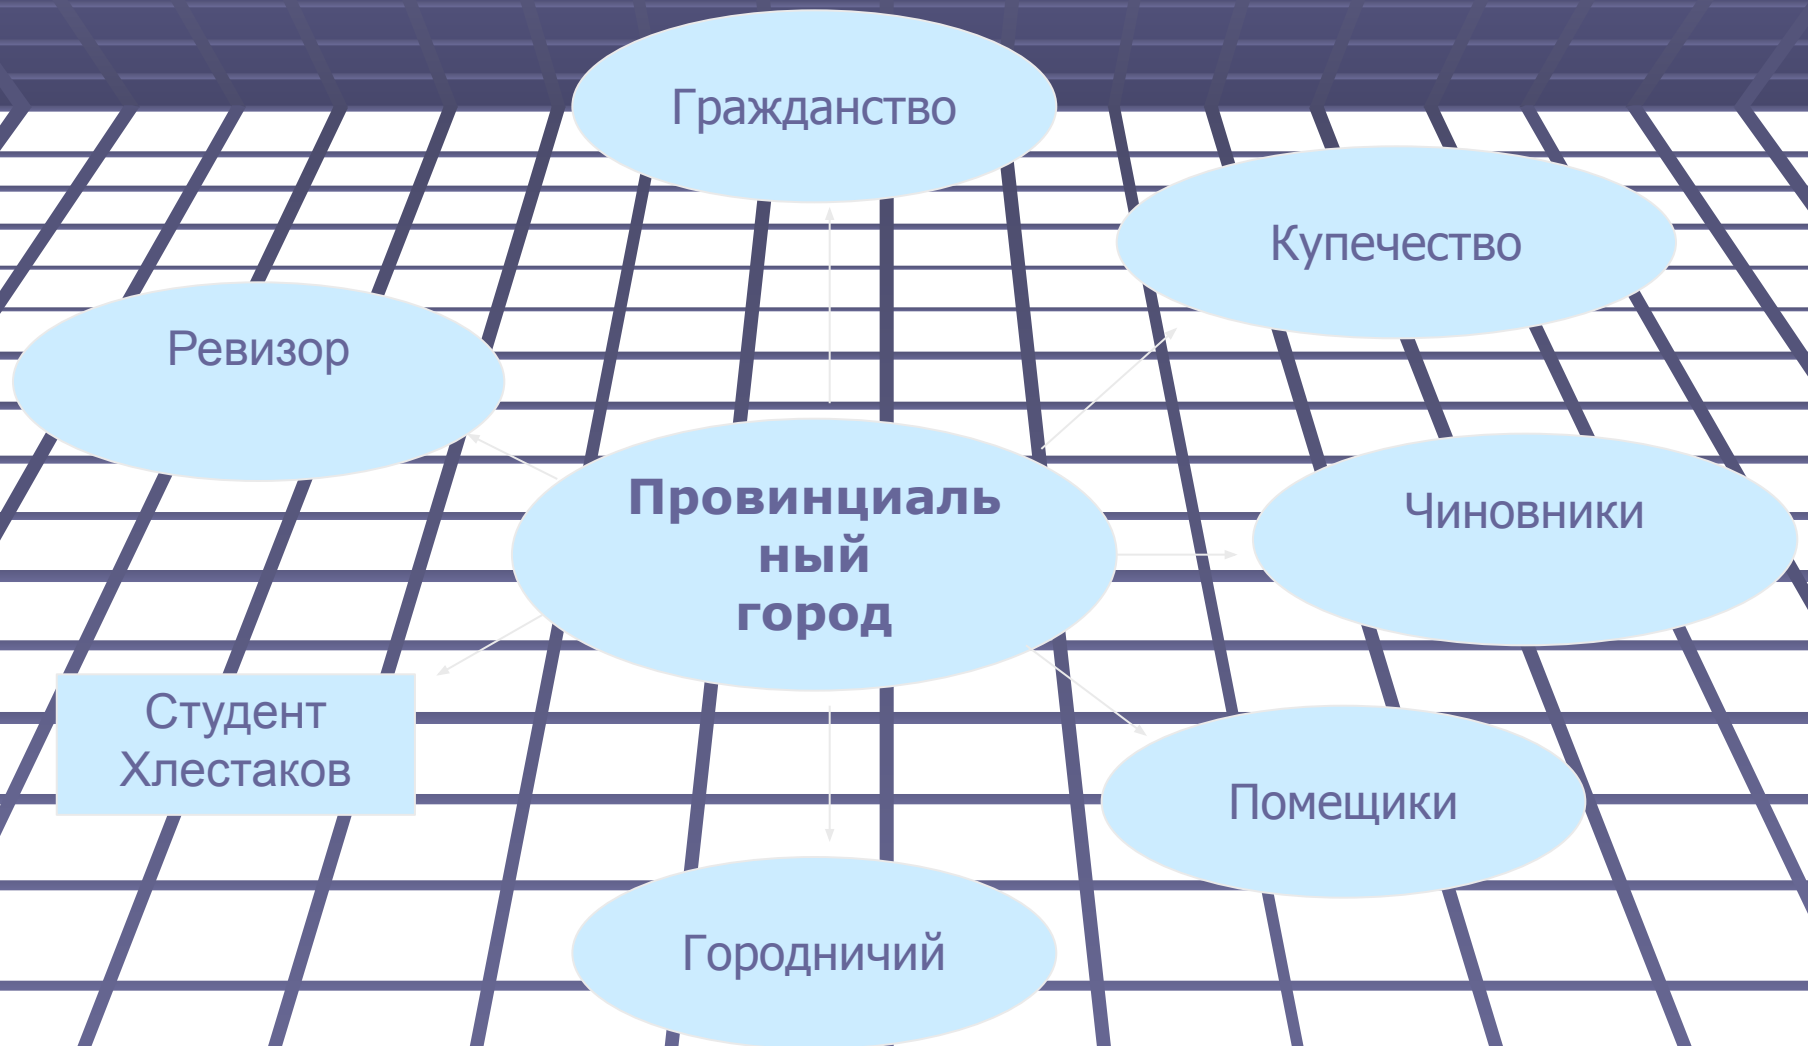 Гражданство
Купечество
Ревизор
Провинциаль
ный
город
Чиновники
Студент
Хлестаков
Помещики
Городничий